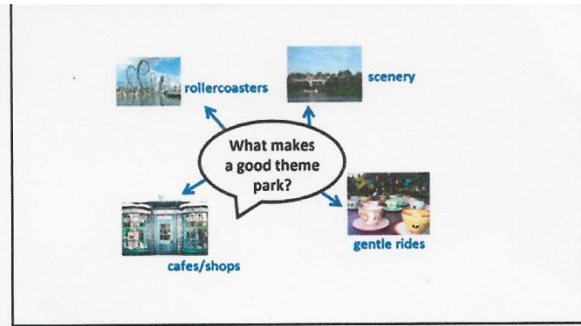 rollercoasters
scenery
What makes
a good theme
park?
cafes/shops
gentle rides